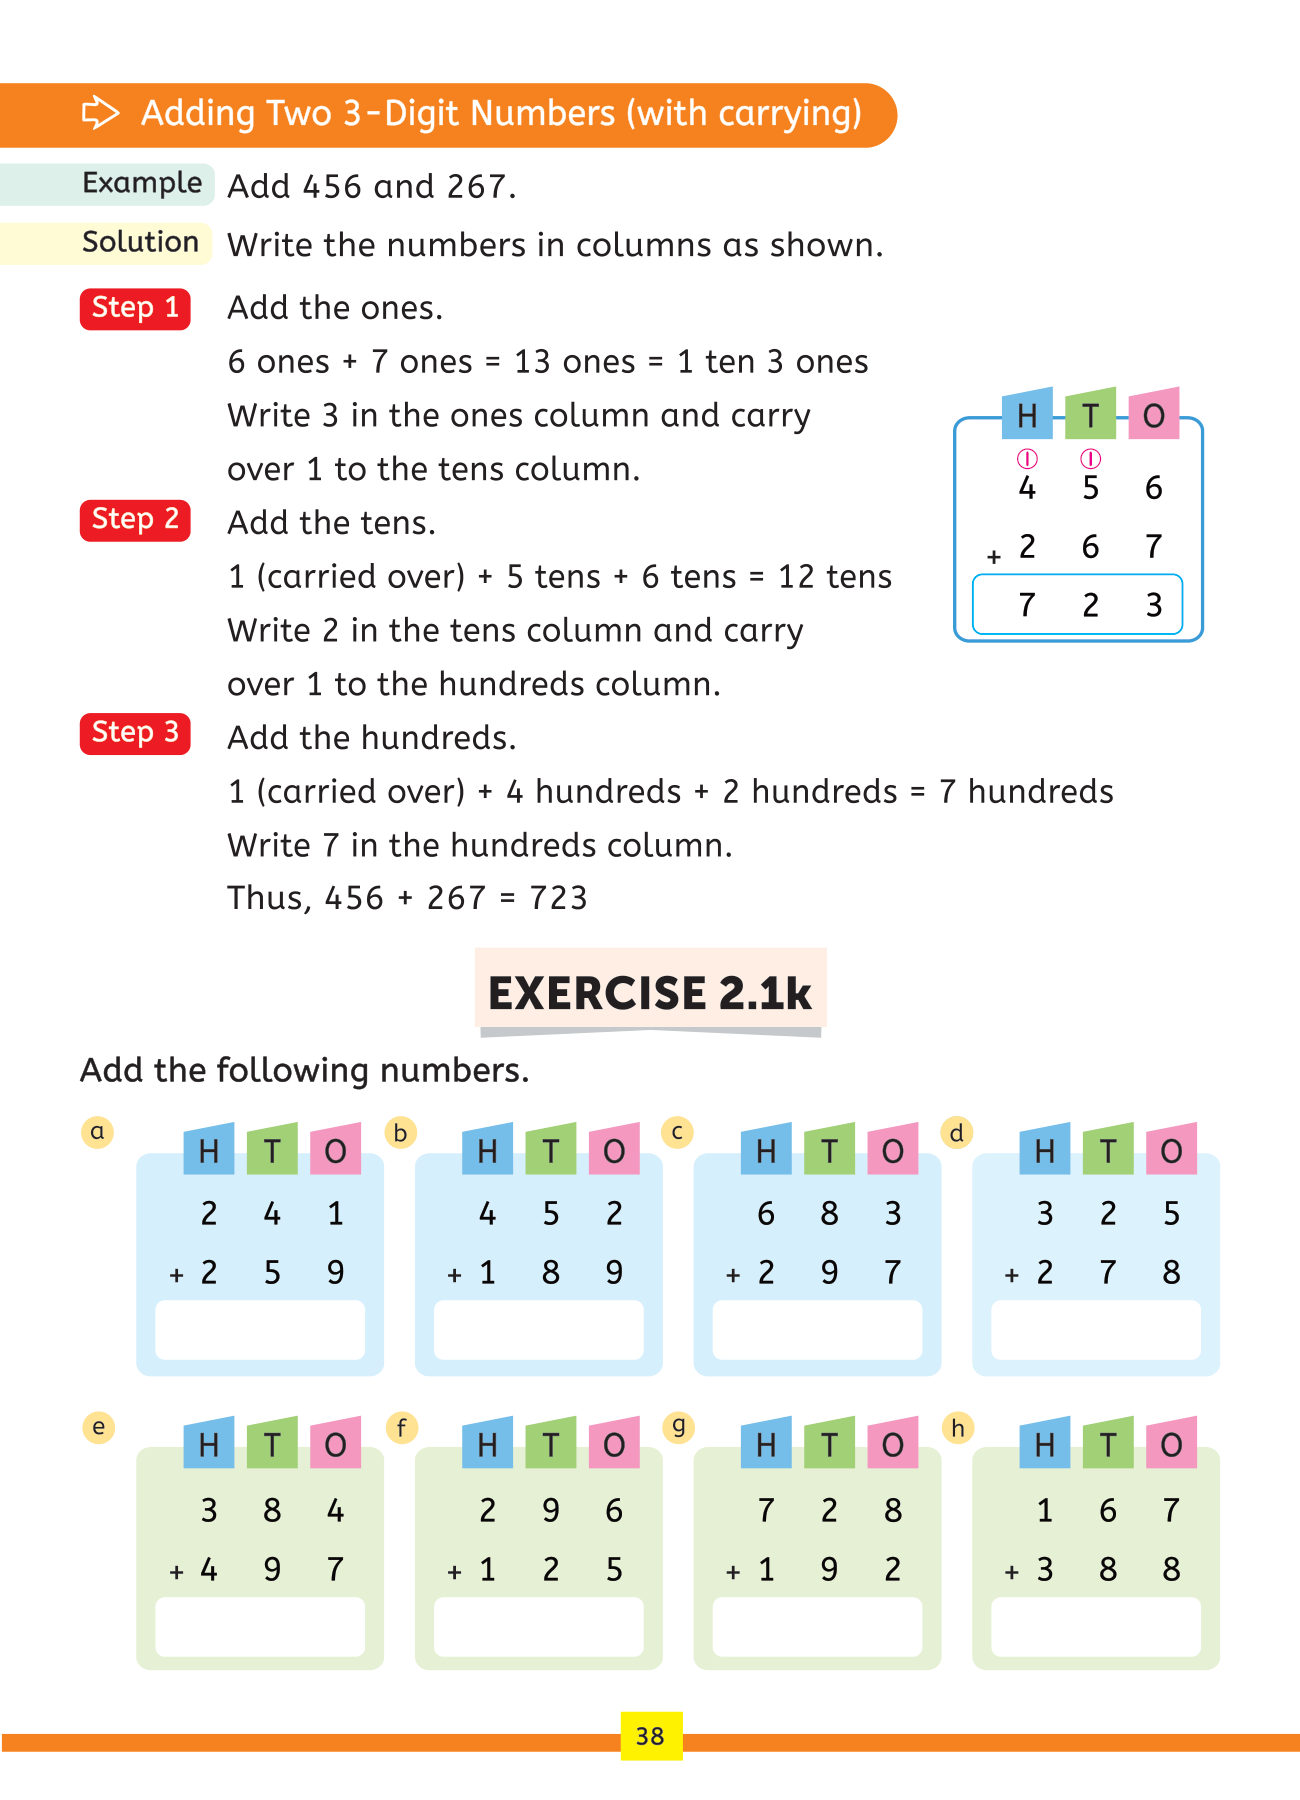 Adding Two 3-Digit Numbers (with carrying)
Example Add 456 and 267.
Solution Write the numbers in columns as shown.
Step 1 Add the ones.
6 ones + 7 ones = 13 ones = 1 ten 3 ones
Write 3 in the ones column and carry
over 1 to the tens column.
Step 2 Add the tens.
1 (carried over) + 5 tens + 6 tens = 12 tens
Write 2 in the tens column and carry
over 1 to the hundreds column.
Step 3 Add the hundreds.
1 (carried over) + 4 hundreds + 2 hundreds = 7 hundreds
Write 7 in the hundreds column.
Thus, 456 + 267 = 723
H T O
1 1
4 5 6
+ 2 6 7
7 2 3
EXERCISE 2.1k
Add the following numbers.
a
H T O
2 4 1
+ 2 5 9
b
H T O
4 5 2
+ 1 8 9
c
H T O
6 8 3
+ 2 9 7
d
H T O
3 2 5
+ 2 7 8
e
H T O
3 8 4
+ 4 9 7
f
H T O
2 9 6
+ 1 2 5
g
H T O
7 2 8
+ 1 9 2
h
H T O
1 6 7
+ 3 8 8
38